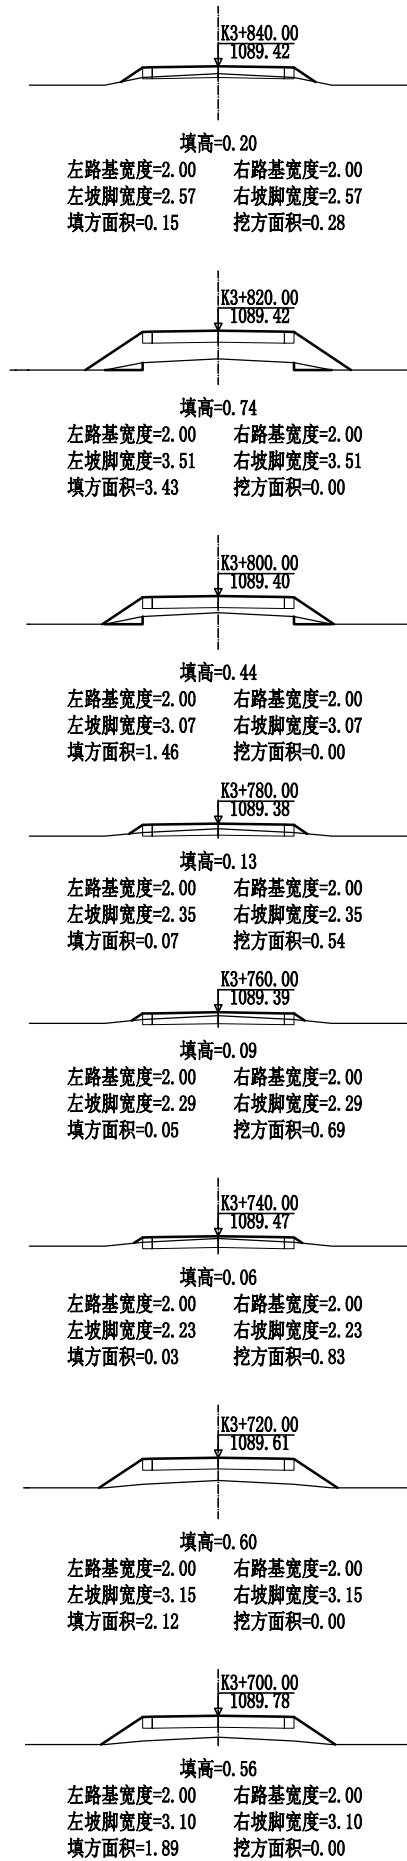 K3+840.00
1089.42
填高=0.20
左路基宽度=2.00 右路基宽度=2.00
左坡脚宽度=2.57 右坡脚宽度=2.57
填方面积=0.15 挖方面积=0.28
K3+820.00
1089.42
填高=0.74
左路基宽度=2.00 右路基宽度=2.00
左坡脚宽度=3.51 右坡脚宽度=3.51
填方面积=3.43 挖方面积=0.00
K3+800.00
1089.40
填高=0.44
左路基宽度=2.00 右路基宽度=2.00
左坡脚宽度=3.07 右坡脚宽度=3.07
填方面积=1.46 挖方面积=0.00
K3+780.00
1089.38
填高=0.13
左路基宽度=2.00 右路基宽度=2.00
左坡脚宽度=2.35 右坡脚宽度=2.35
填方面积=0.07 挖方面积=0.54
K3+760.00
1089.39
填高=0.09
左路基宽度=2.00 右路基宽度=2.00
左坡脚宽度=2.29 右坡脚宽度=2.29
填方面积=0.05 挖方面积=0.69
K3+740.00
1089.47
填高=0.06
左路基宽度=2.00 右路基宽度=2.00
左坡脚宽度=2.23 右坡脚宽度=2.23
填方面积=0.03 挖方面积=0.83
K3+720.00
1089.61
填高=0.60
左路基宽度=2.00 右路基宽度=2.00
左坡脚宽度=3.15 右坡脚宽度=3.15
填方面积=2.12 挖方面积=0.00
K3+700.00
1089.78
填高=0.56
左路基宽度=2.00 右路基宽度=2.00
左坡脚宽度=3.10 右坡脚宽度=3.10
填方面积=1.89 挖方面积=0.00